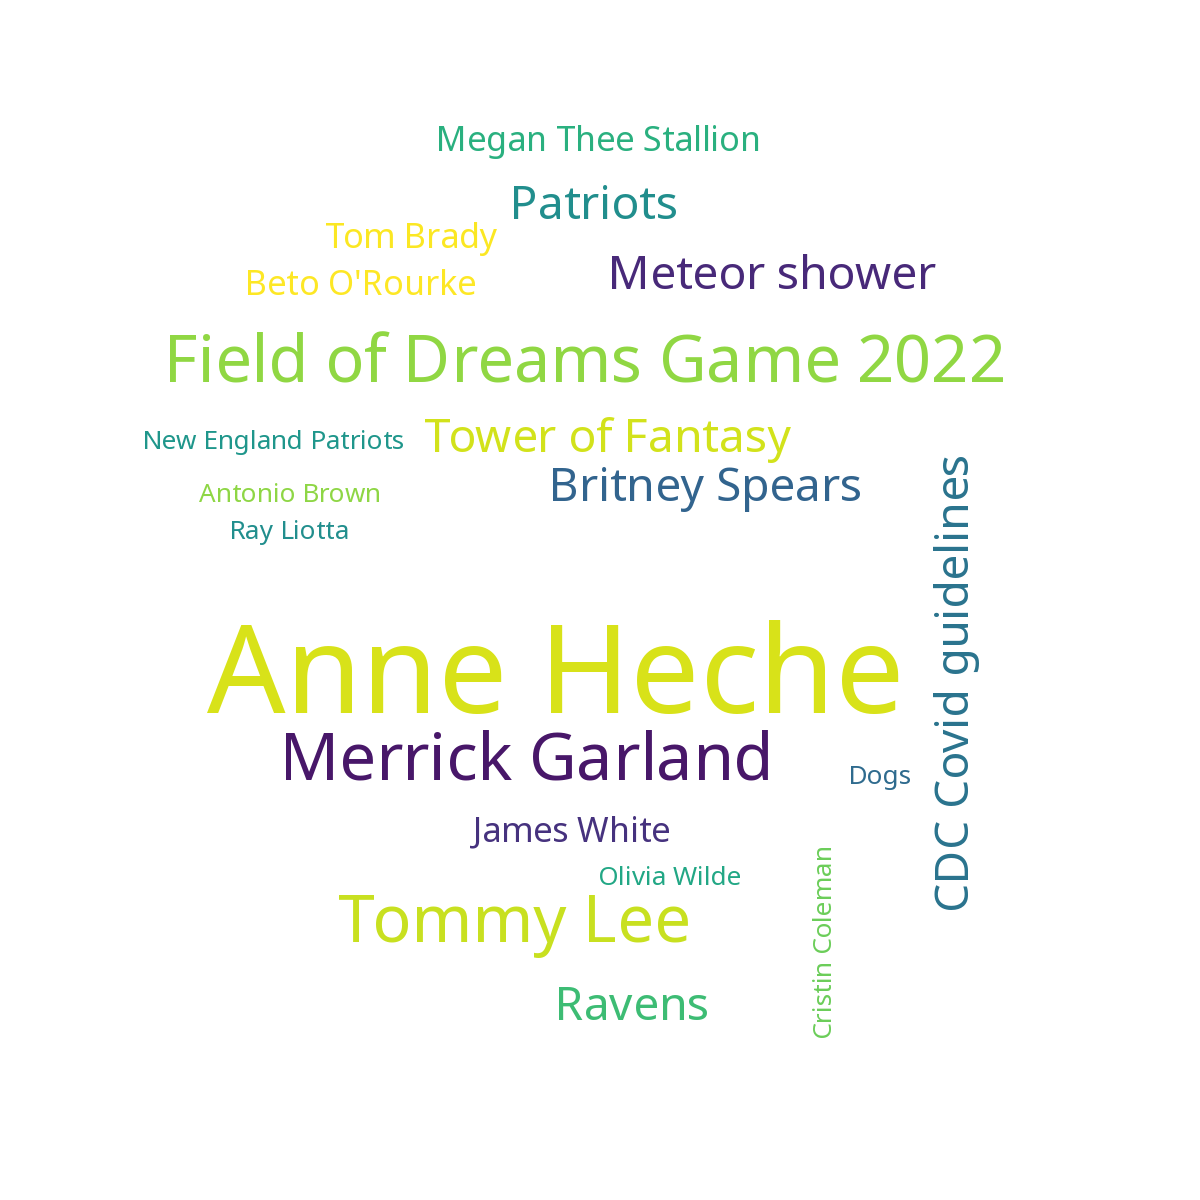 Megan Thee Stallion
Patriots
Tom Brady
Meteor shower
Beto O'Rourke
Field of Dreams Game 2022
Tower of Fantasy
New England Patriots
Britney Spears
Antonio Brown
Ray Liotta
CDC Covid guidelines
Anne Heche
Merrick Garland
Dogs
James White
Olivia Wilde
Tommy Lee
Cristin Coleman
Ravens